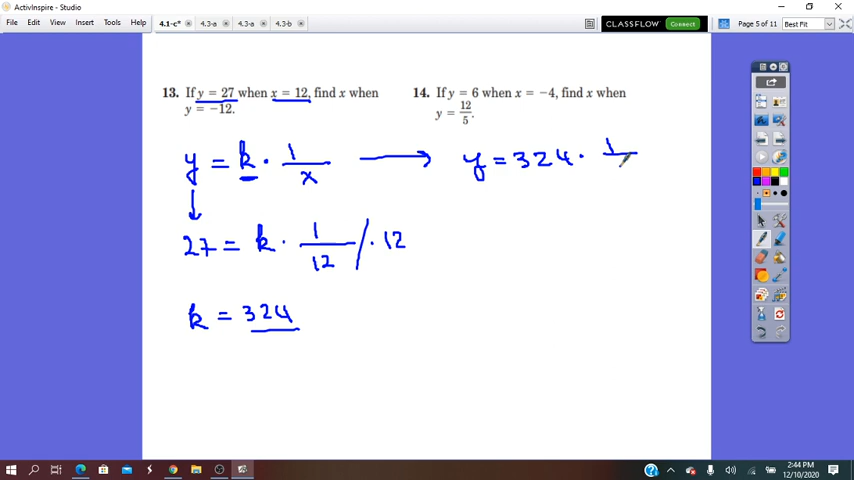 ActivInspire - Studio
File Edit View Insert Tools Help
4.1-c* 4.3-a 4.3-a 4.3-b
CLASSFLOW Connect Page 5 of 11 Best Fit
13. If y = 27 when x = 12, find x when
y = −12.
14. If y = 6 when x = −4, find x when
y = 12/5.
y = k · 1/x → y = 324 · 1/
27 = k · 1/12 / · 12
k = 324
2:44 PM
12/10/2020